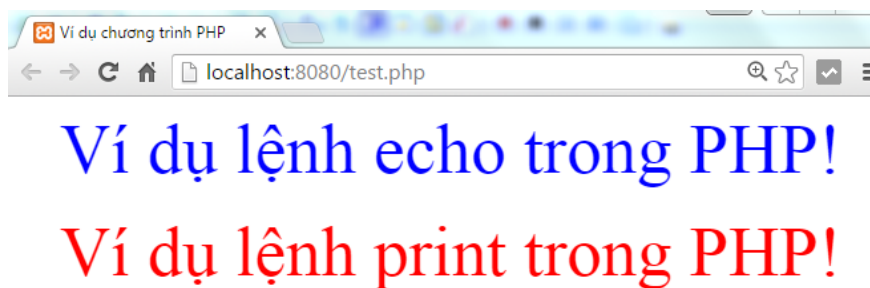 Ví dụ chương trình PHP
localhost:8080/test.php
Ví dụ lệnh echo trong PHP!
Ví dụ lệnh print trong PHP!